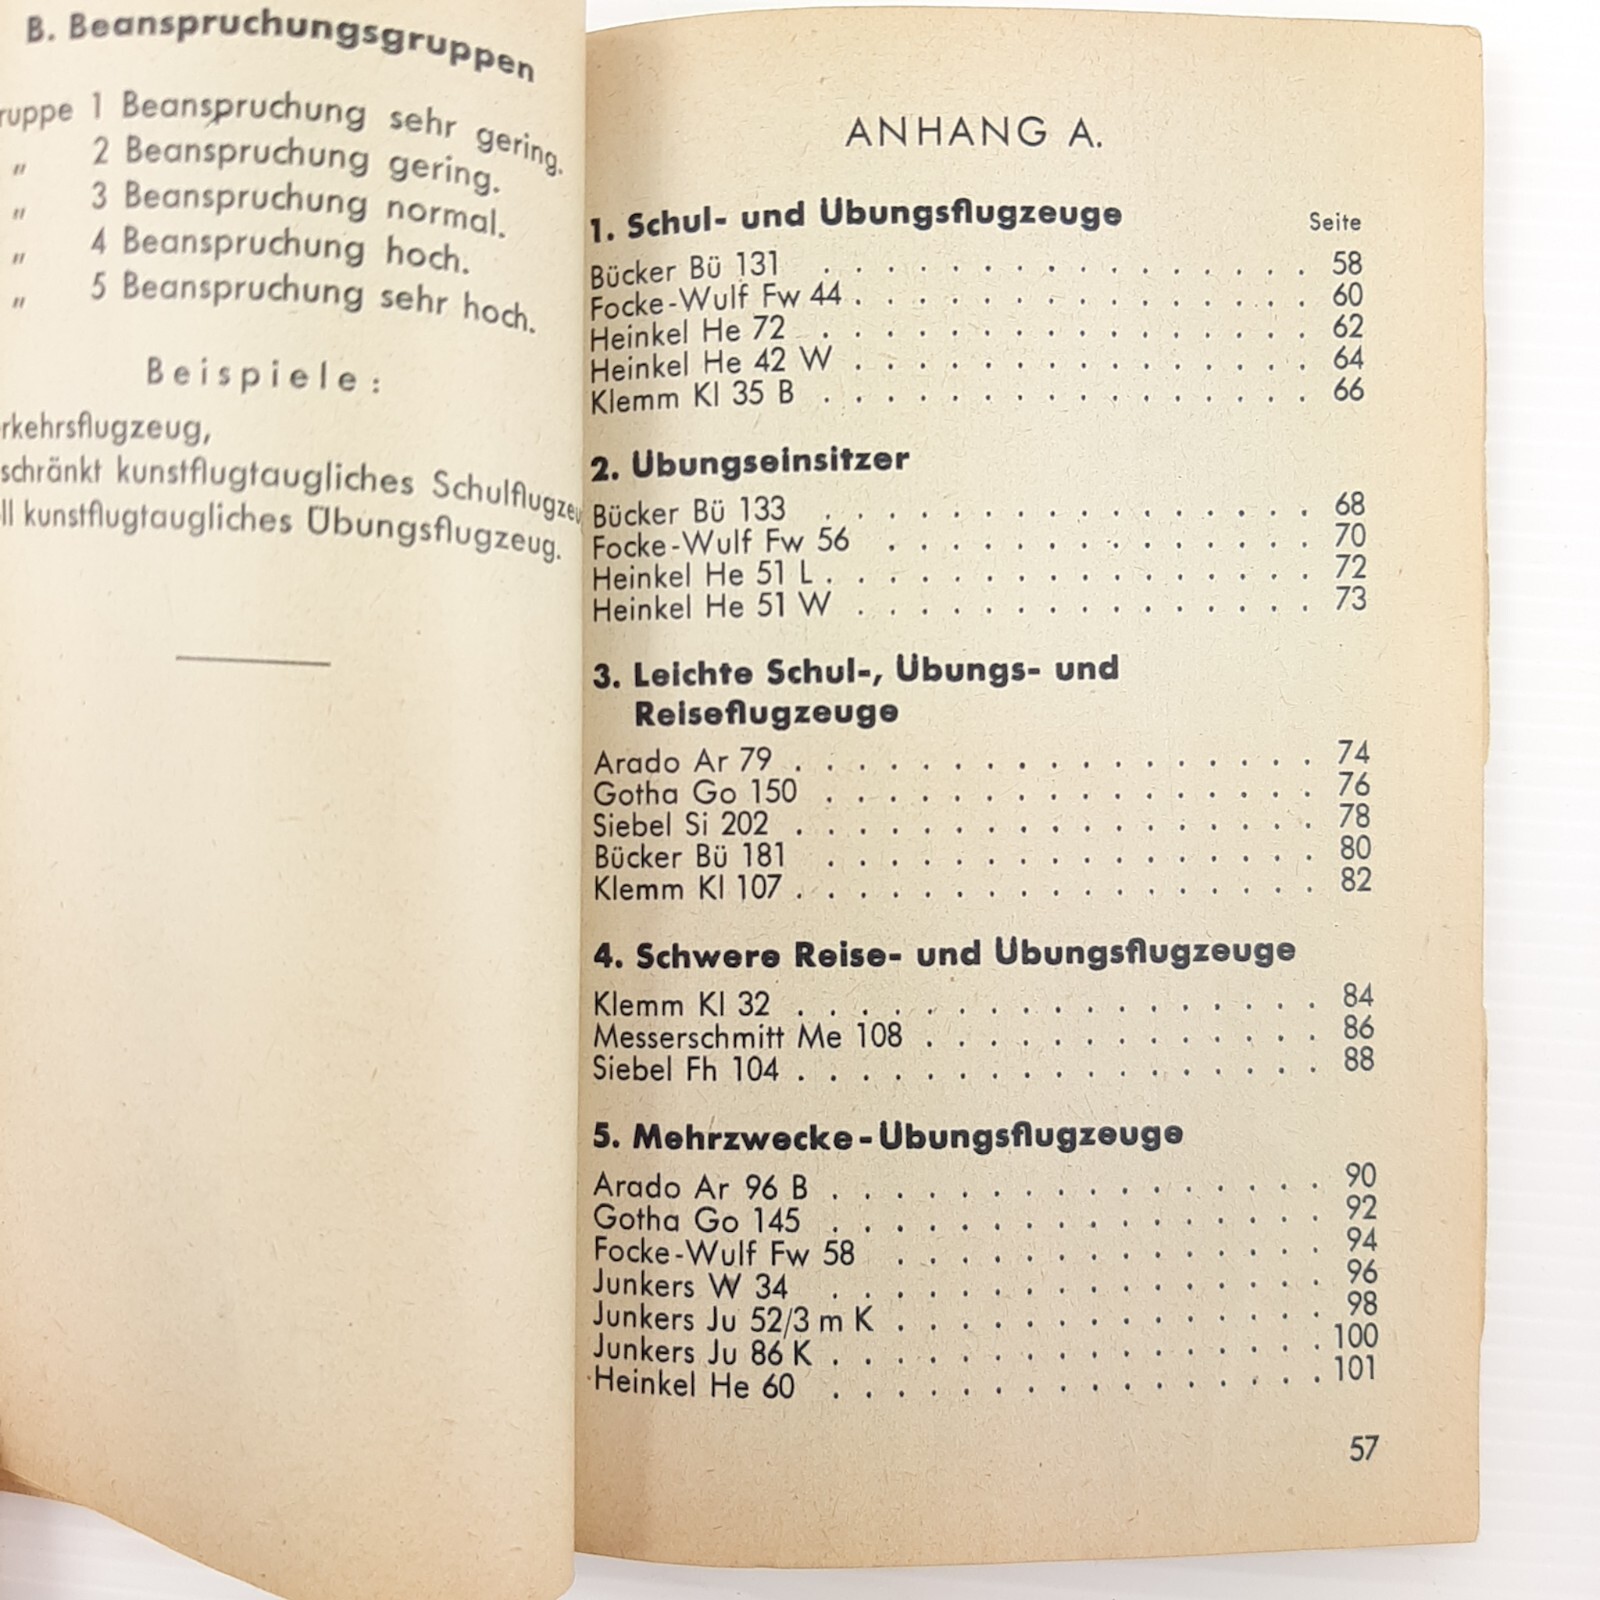 B. Beanspruchungsgruppen
ruppe 1 Beanspruchung sehr gering.
" 2 Beanspruchung gering.
" 3 Beanspruchung normal.
" 4 Beanspruchung hoch.
" 5 Beanspruchung sehr hoch.
Beispiele:
rkehrsflugzeug,
schränkt kunstflugtaugliches Schulflugzeu
ll kunstflugtaugliches Übungsflugzeug.
ANHANG A.
1. Schul- und Übungsflugzeuge Seite
Bücker Bü 131 . . . . . . . . . . . . . . . . 58
Focke-Wulf Fw 44 . . . . . . . . . . . . . . . 60
Heinkel He 72 . . . . . . . . . . . . . . . . 62
Heinkel He 42 W . . . . . . . . . . . . . . . 64
Klemm Kl 35 B . . . . . . . . . . . . . . . . 66
2. Übungseinsitzer
Bücker Bü 133 . . . . . . . . . . . . . . . . 68
Focke-Wulf Fw 56 . . . . . . . . . . . . . . 70
Heinkel He 51 L . . . . . . . . . . . . . . . . 72
Heinkel He 51 W . . . . . . . . . . . . . . . 73
3. Leichte Schul-, Übungs- und
Reiseflugzeuge
Arado Ar 79 . . . . . . . . . . . . . . . . . 74
Gotha Go 150 . . . . . . . . . . . . . . . . 76
Siebel Si 202 . . . . . . . . . . . . . . . . . 78
Bücker Bü 181 . . . . . . . . . . . . . . . . 80
Klemm Kl 107 . . . . . . . . . . . . . . . . . 82
4. Schwere Reise- und Übungsflugzeuge
Klemm Kl 32 . . . . . . . . . . . . . . . . . 84
Messerschmitt Me 108 . . . . . . . . . . . . . 86
Siebel Fh 104 . . . . . . . . . . . . . . . . . 88
5. Mehrzwecke-Übungsflugzeuge
Arado Ar 96 B . . . . . . . . . . . . . . . . 90
Gotha Go 145 . . . . . . . . . . . . . . . . 92
Focke-Wulf Fw 58 . . . . . . . . . . . . . . 94
Junkers W 34 . . . . . . . . . . . . . . . . 96
Junkers Ju 52/3 m K . . . . . . . . . . . . . . 98
Junkers Ju 86 K . . . . . . . . . . . . . . . . 100
Heinkel He 60 . . . . . . . . . . . . . . . . 101
57